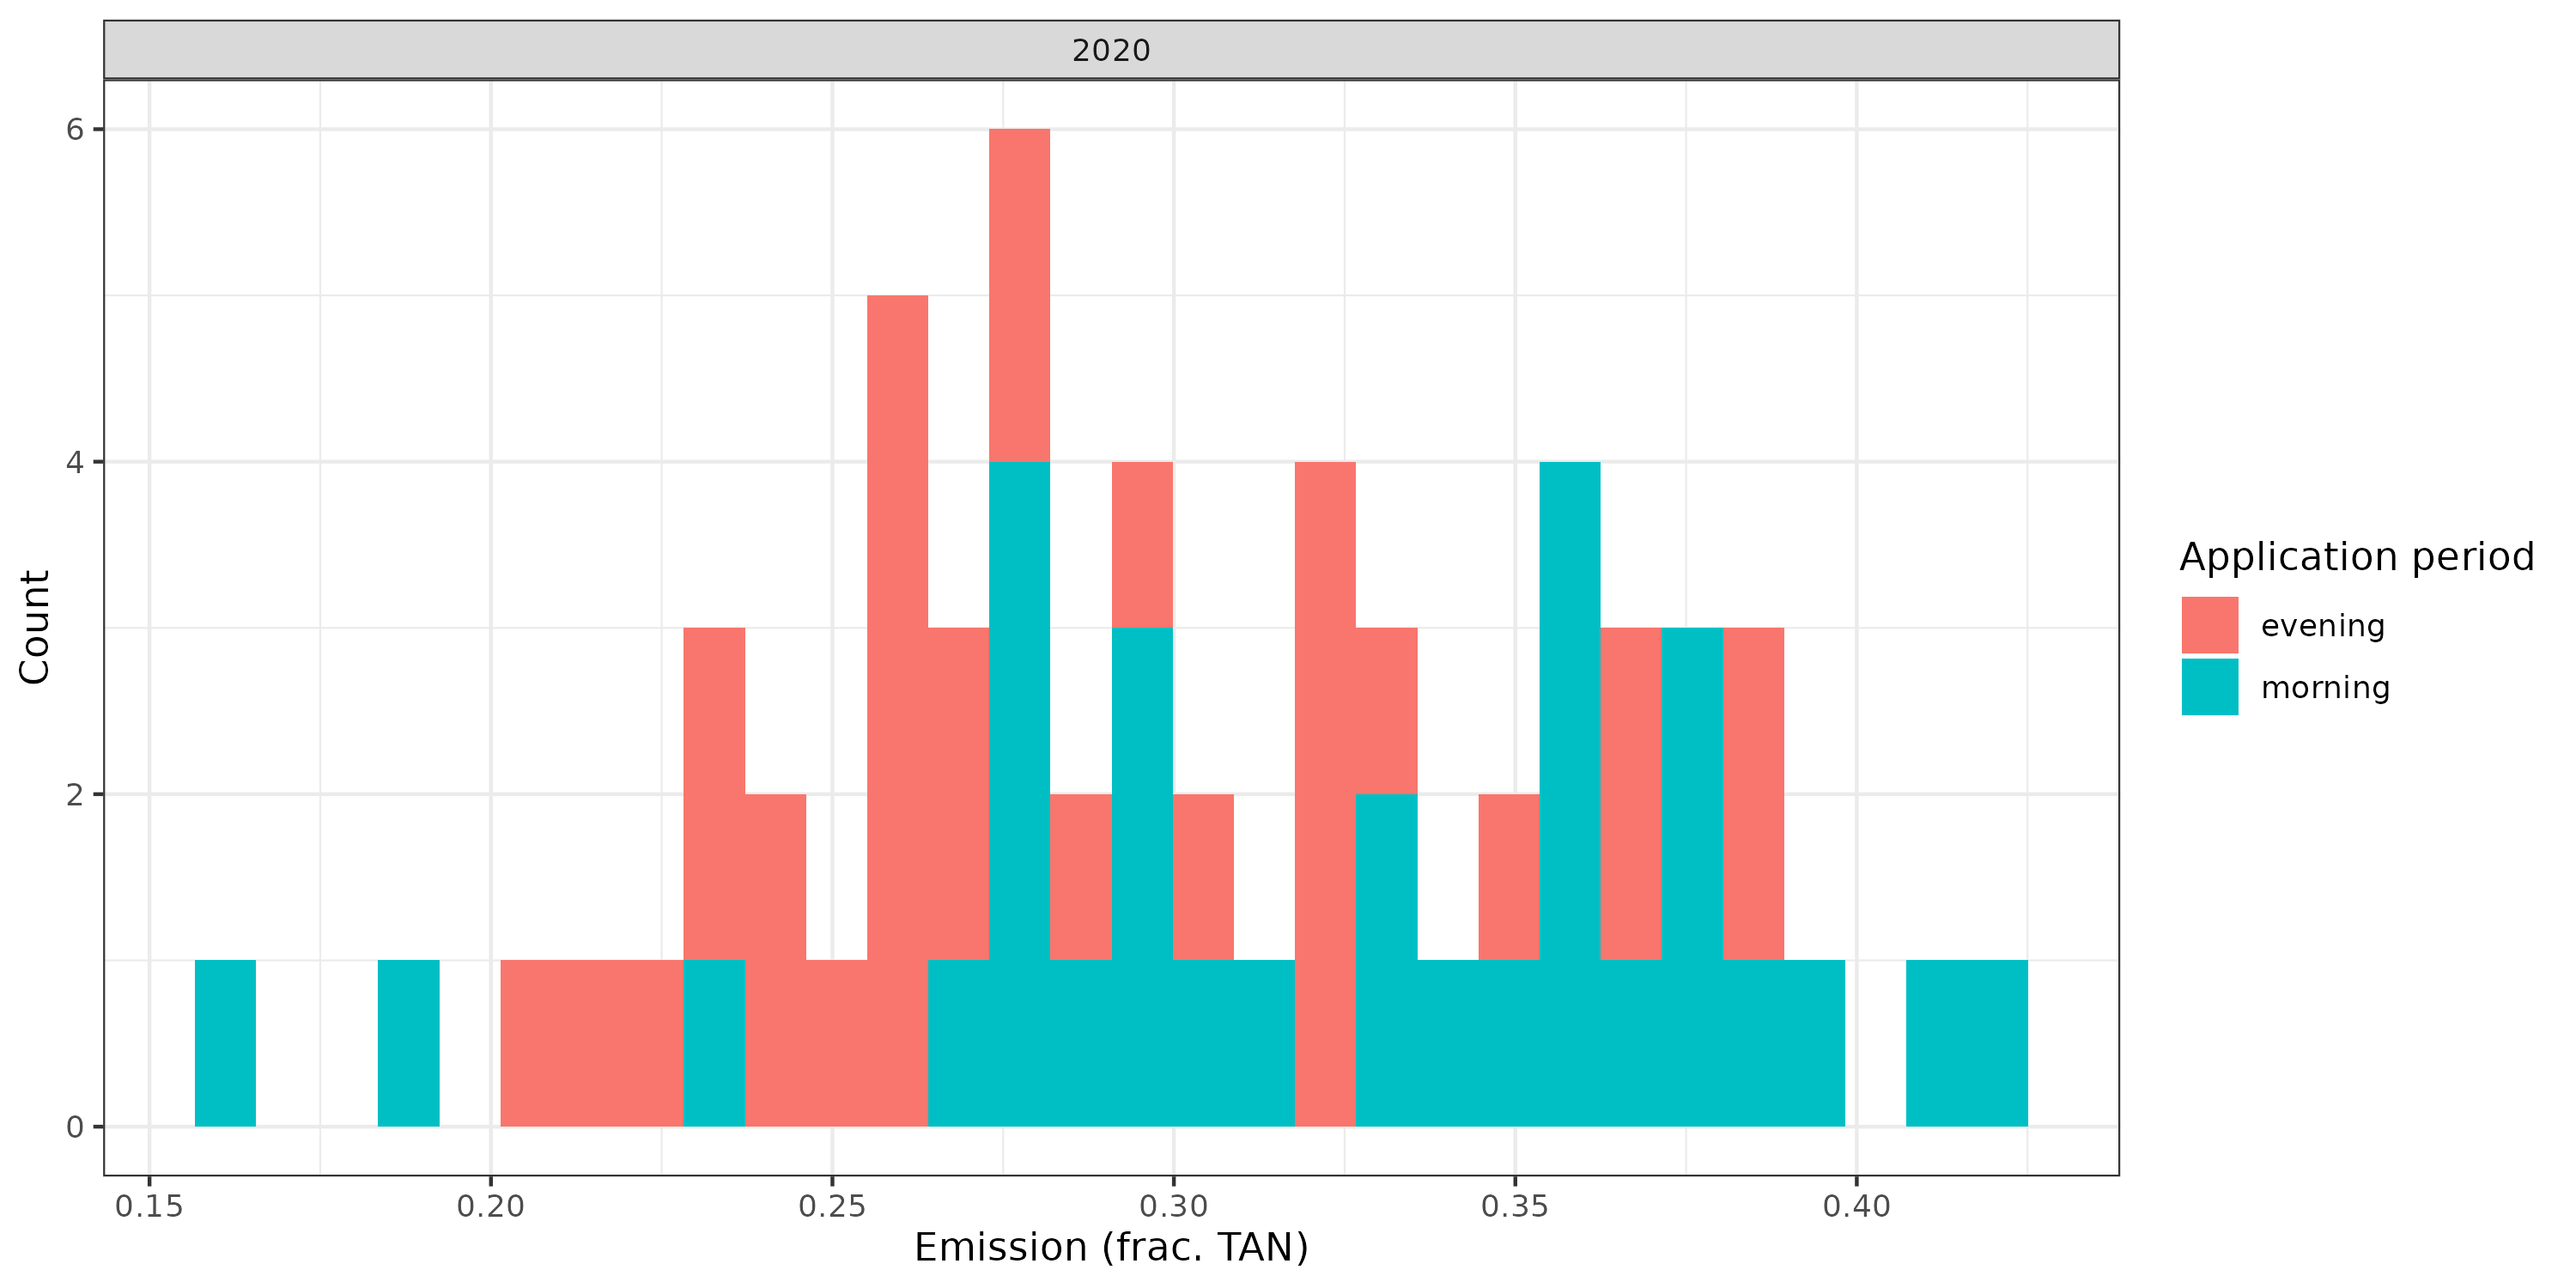 2020
6
4
2
0
Count
0.15 0.20 0.25 0.30 0.35 0.40
Emission (frac. TAN)
Application period
evening
morning